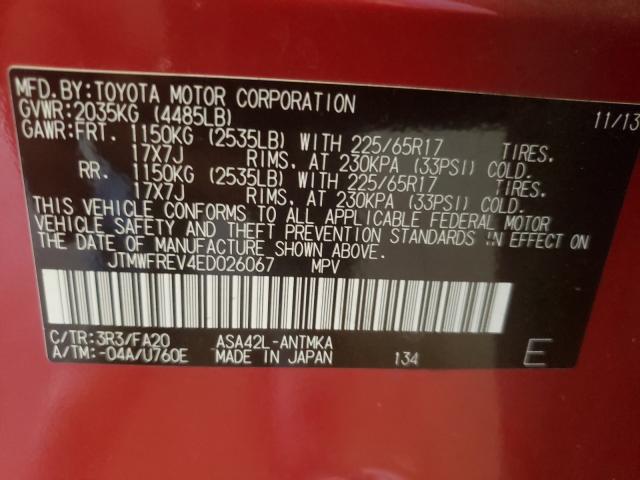 MFD.BY:TOYOTA MOTOR CORPORATION 11/13
GVWR:2035KG (4485LB)
GAWR:FRT. 1150KG (2535LB) WITH 225/65R17 TIRES.
17X7J RIMS. AT 230KPA (33PSI) COLD.
RR. 1150KG (2535LB) WITH 225/65R17 TIRES.
17X7J RIMS. AT 230KPA (33PSI) COLD.
THIS VEHICLE CONFORMS TO ALL APPLICABLE FEDERAL MOTOR
VEHICLE SAFETY AND THEFT PREVENTION STANDARDS IN EFFECT ON
THE DATE OF MANUFACTURE SHOWN ABOVE.
JTMWFREV4ED026067 MPV
C/TR:3R3/FA20 ASA42L-ANTMKA
A/TM:-04A/U760E MADE IN JAPAN 134 E